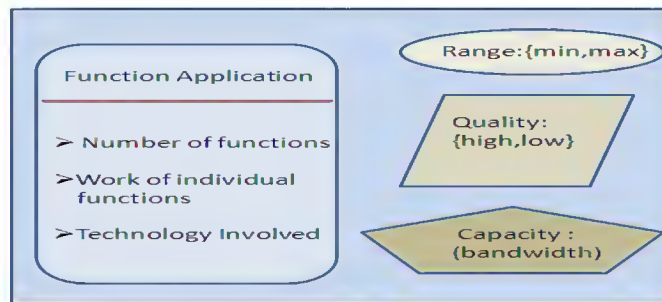 Function Application
➢ Number of functions
➢Work of individual
functions
➢Technology Involved
Range:{min,max}
Quality:
{high,low}
Capacity :
(bandwidth)